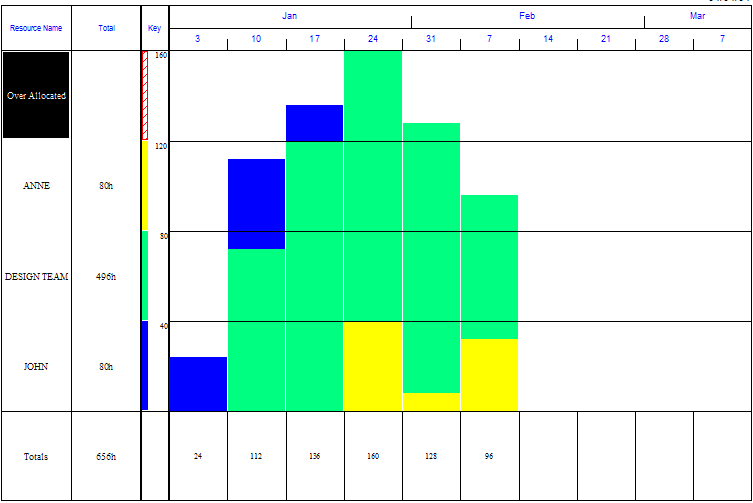 Jan Feb Mar
Resource Name Total Key
3 10 17 24 31 7 14 21 28 7
160
Over Allocated
120
ANNE 80h
80
DESIGN TEAM 496h
40
JOHN 80h
Totals 656h 24 112 136 160 128 96